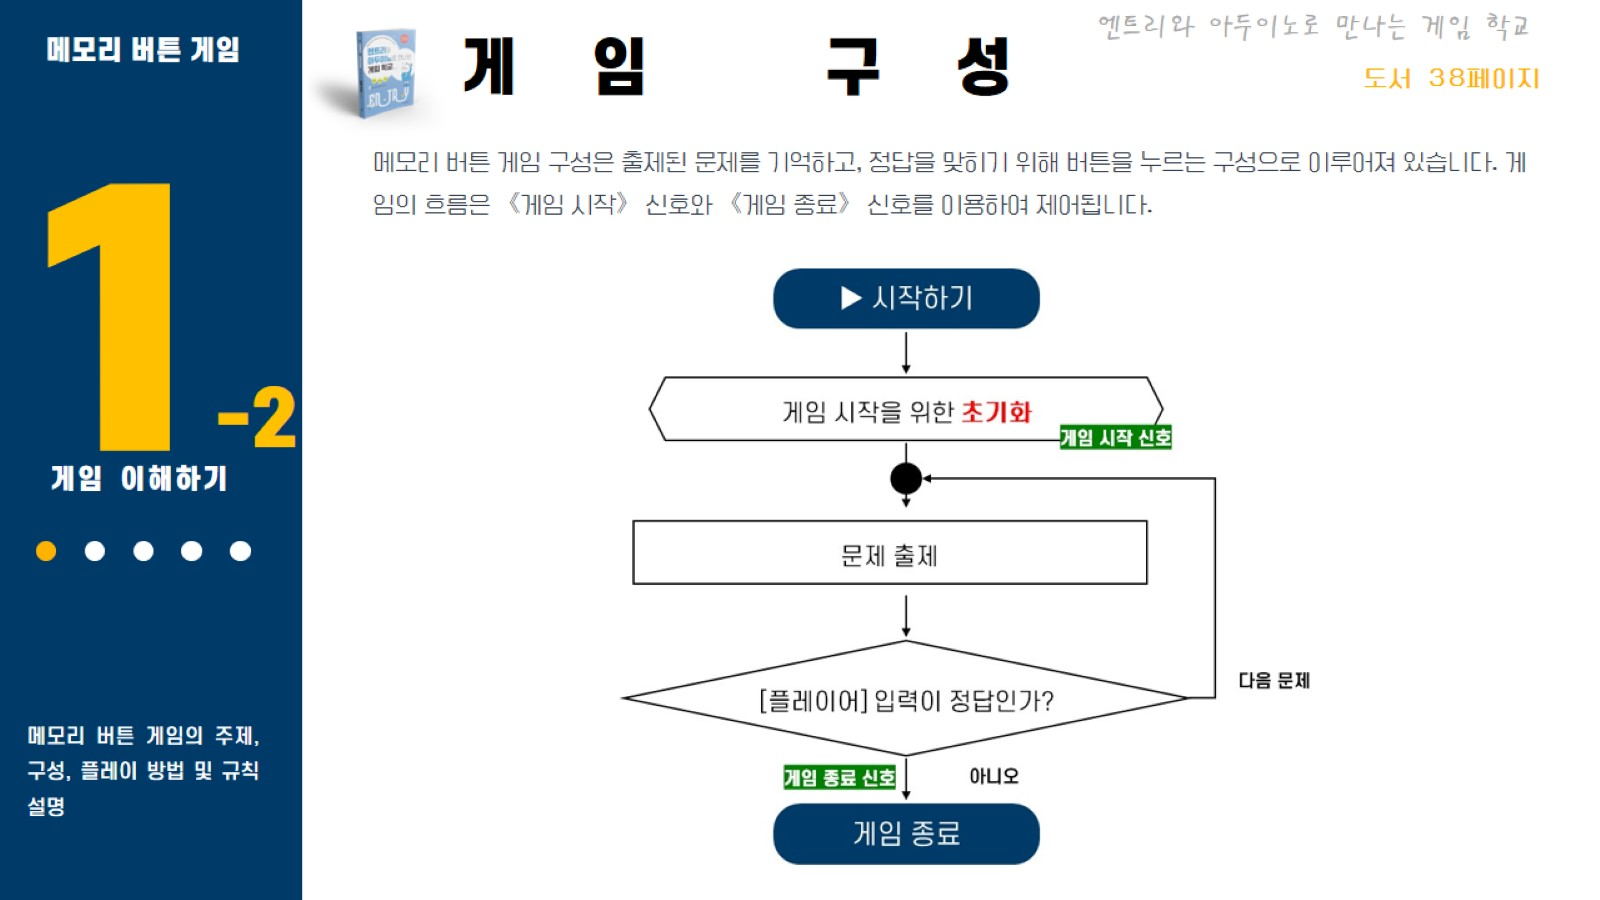 메모리 버튼 게임
1
-2
게임 이해하기
메모리 버튼 게임의 주제,
구성, 플레이 방법 및 규칙
설명
게임 구성
엔트리와 아두이노로 만나는 게임 학교
도서 38페이지
메모리 버튼 게임 구성은 출제된 문제를 기억하고, 정답을 맞히기 위해 버튼을 누르는 구성으로 이루어져 있습니다. 게
임의 흐름은 《게임 시작》 신호와 《게임 종료》 신호를 이용하여 제어됩니다.
▶ 시작하기
게임 시작을 위한 초기화
게임 시작 신호
문제 출제
[플레이어] 입력이 정답인가?
다음 문제
게임 종료 신호
아니오
게임 종료